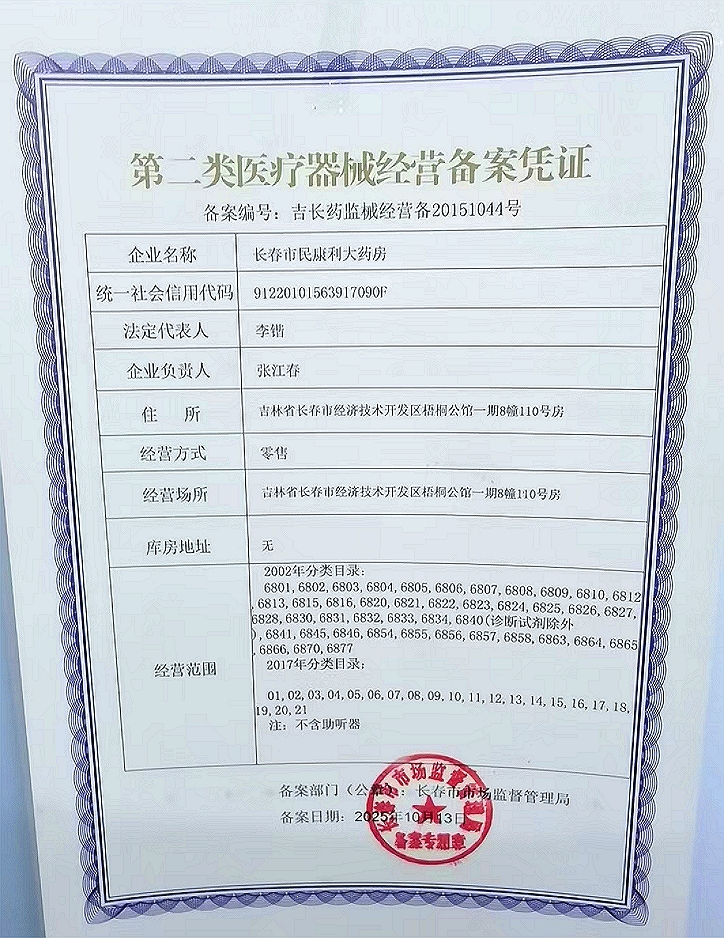 第二类医疗器械经营备案凭证
备案编号：吉长药监械经营备20151044号
企业名称 长春市民康利大药房
统一社会信用代码 91220101563917090F
法定代表人 李锴
企业负责人 张江春
住 所 吉林省长春市经济技术开发区梧桐公馆一期8幢110号房
经营方式 零售
经营场所 吉林省长春市经济技术开发区梧桐公馆一期8幢110号房
库房地址 无
经营范围
2002年分类目录：
6801,6802,6803,6804,6805,6806,6807,6808,6809,6810,6812
,6813,6815,6816,6820,6821,6822,6823,6824,6825,6826,6827,
6828,6830,6831,6832,6833,6834,6840(诊断试剂除外
),6841,6845,6846,6854,6855,6856,6857,6858,6863,6864,6865
,6866,6870,6877
2017年分类目录：
01,02,03,04,05,06,07,08,09,10,11,12,13,14,15,16,17,18,
19,20,21
注：不含助听器
备案部门（公章）：长春市市场监督管理局
备案日期：2025年10月13日